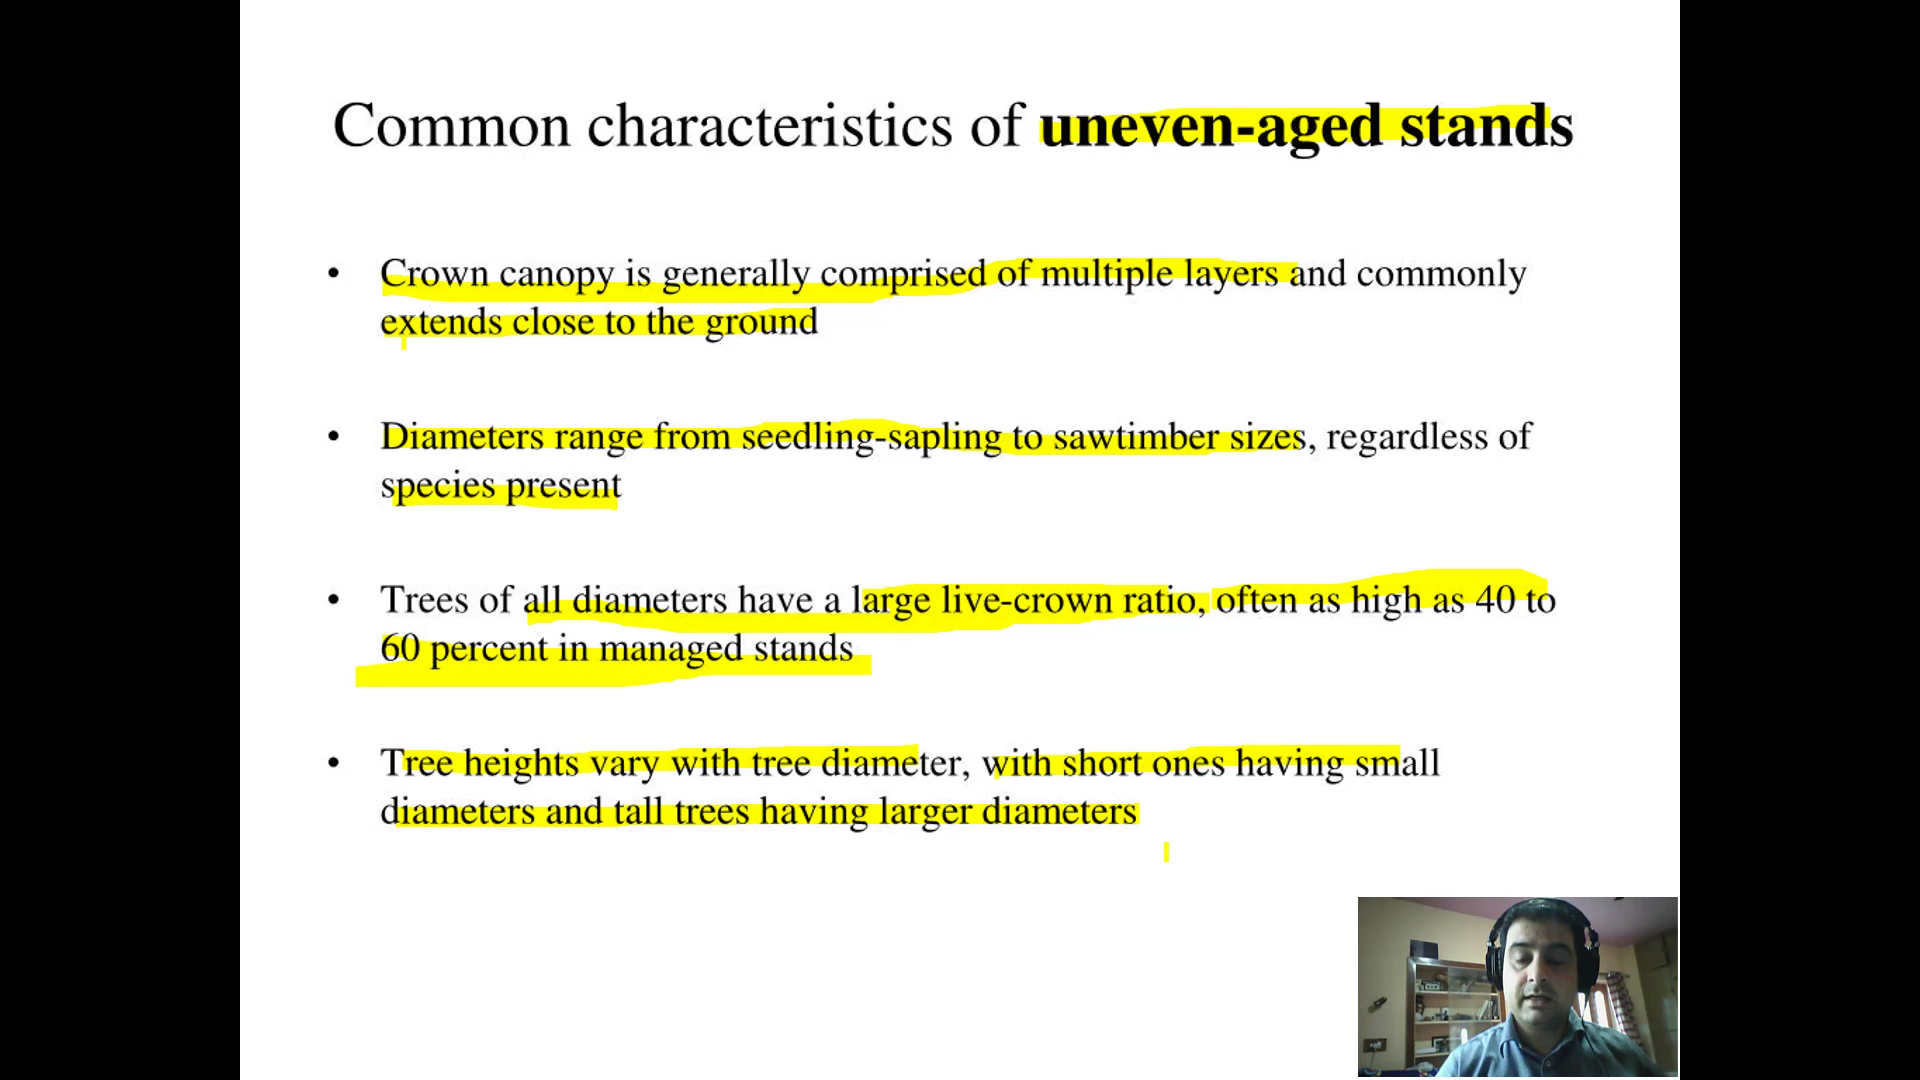 Common characteristics of uneven-aged stands
• Crown canopy is generally comprised of multiple layers and commonly
extends close to the ground
• Diameters range from seedling-sapling to sawtimber sizes, regardless of
species present
• Trees of all diameters have a large live-crown ratio, often as high as 40 to
60 percent in managed stands
• Tree heights vary with tree diameter, with short ones having small
diameters and tall trees having larger diameters